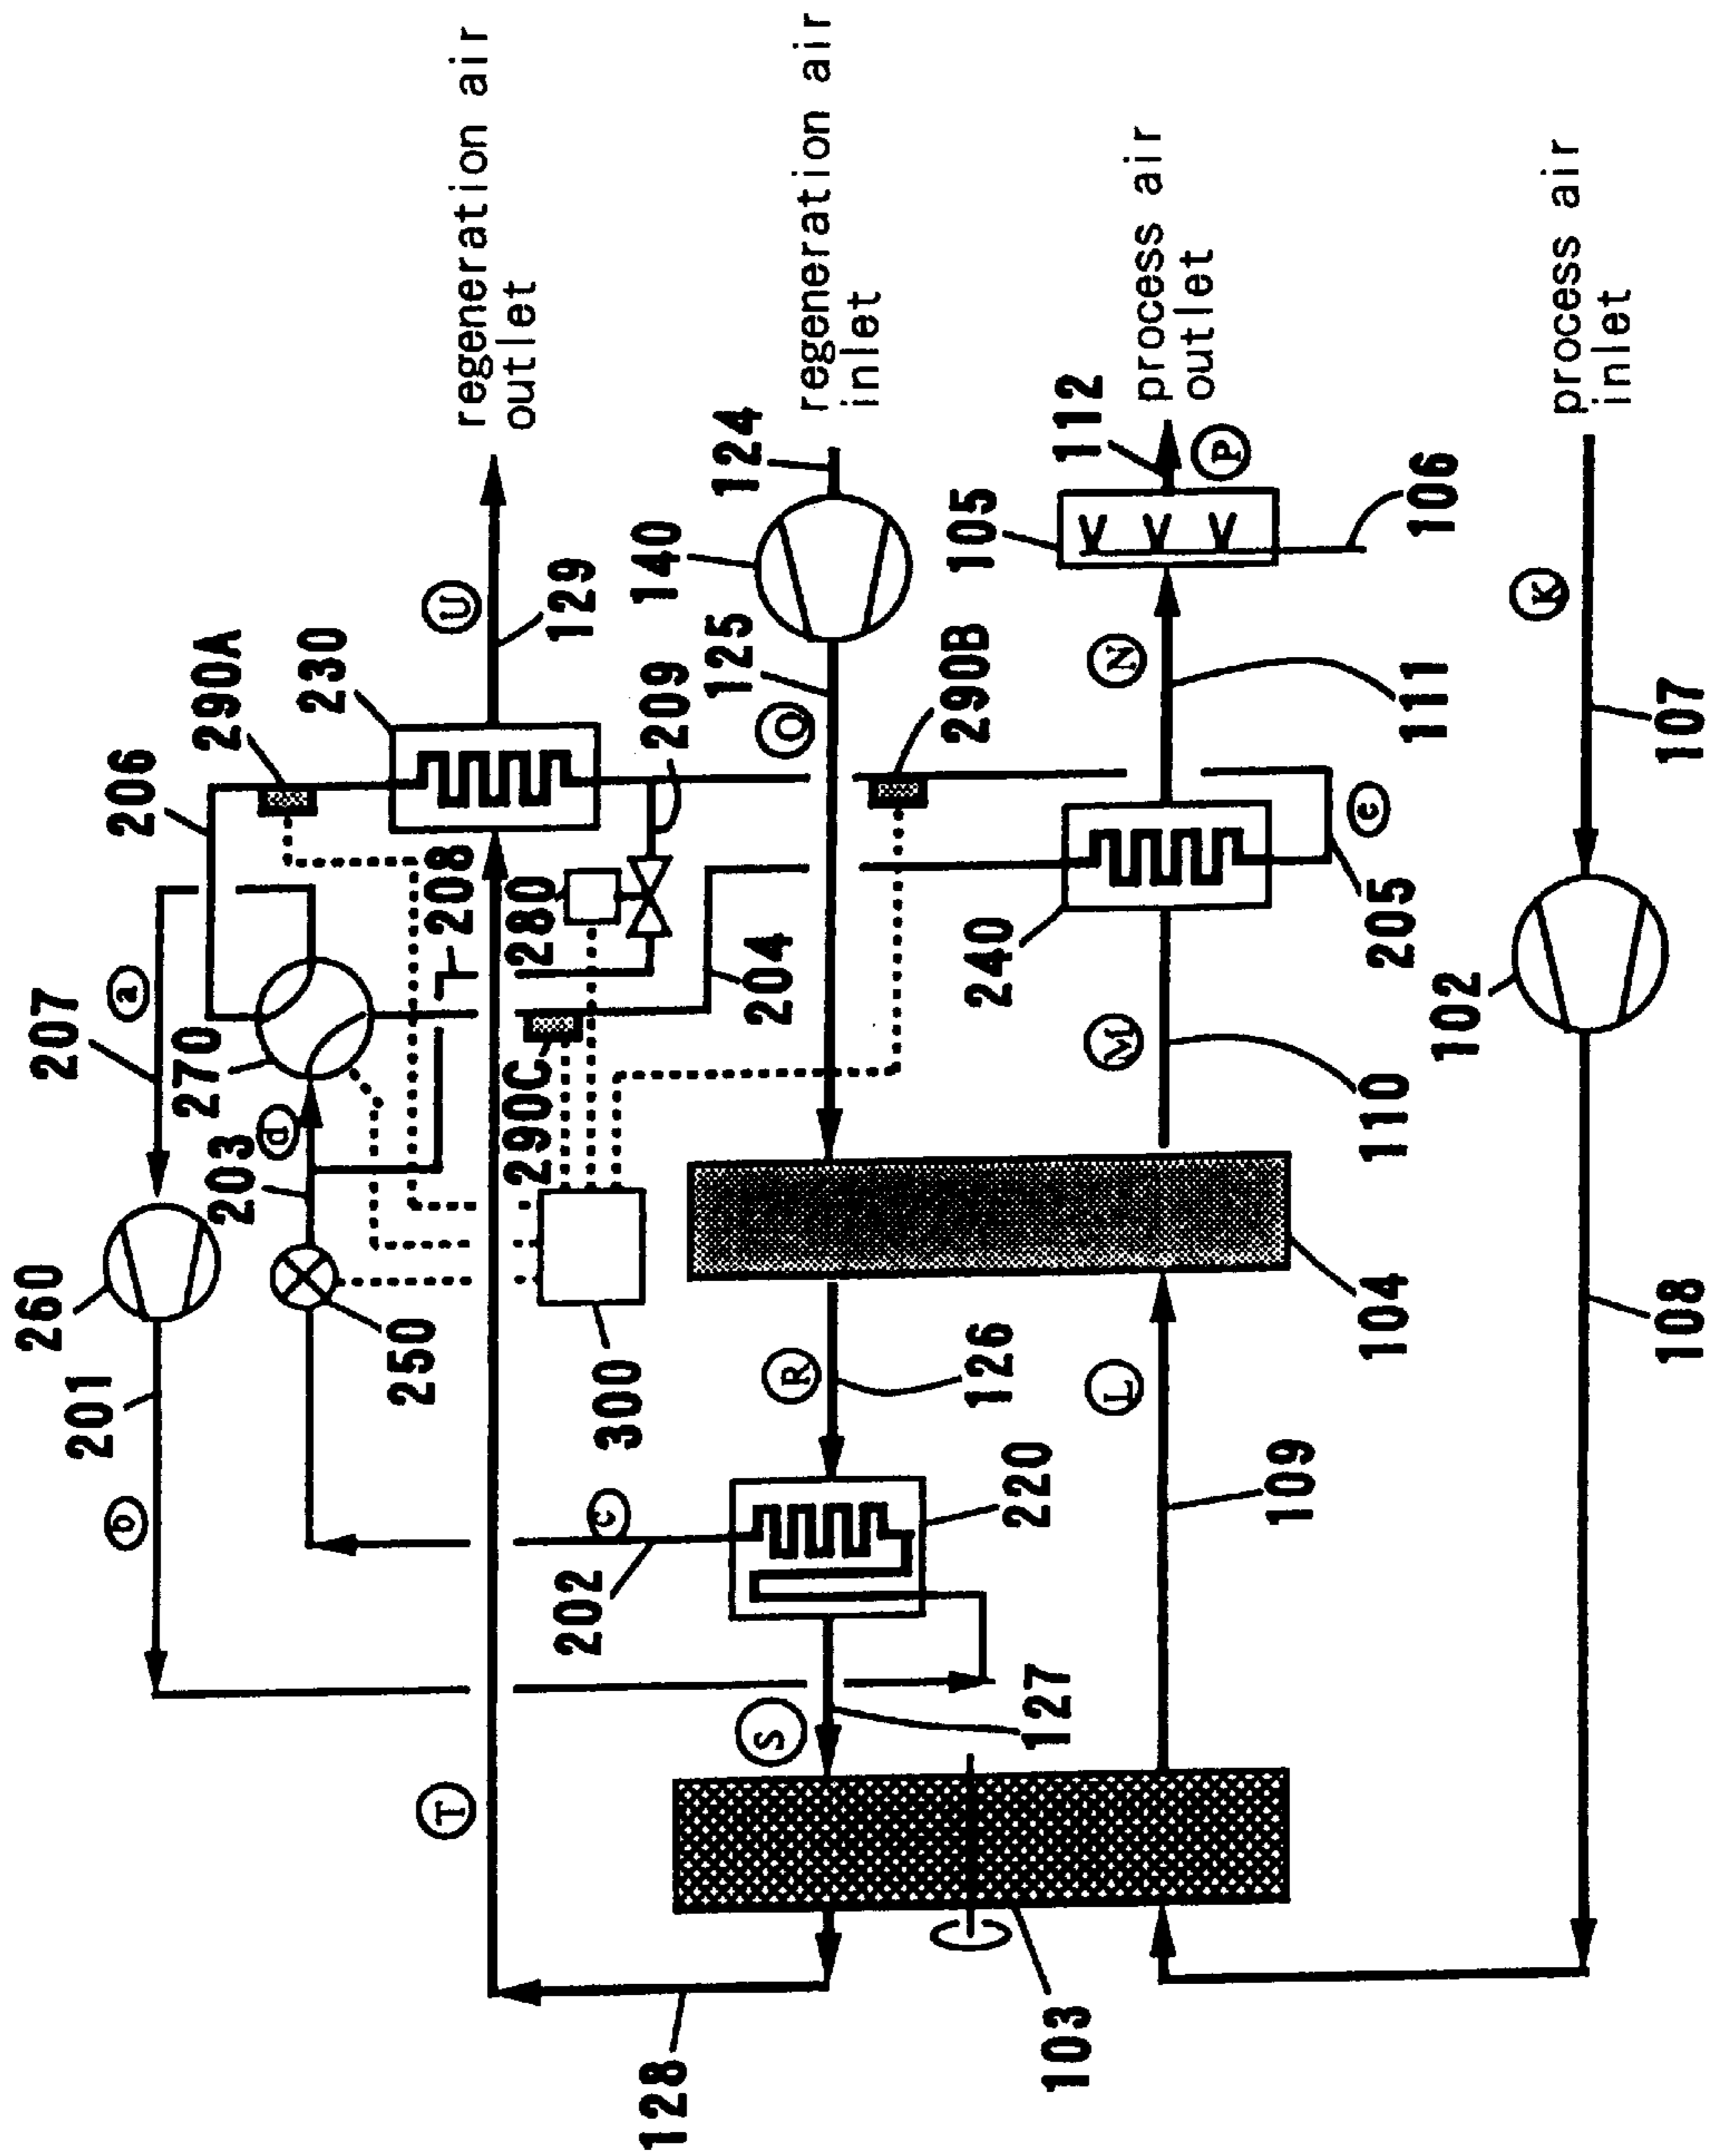 regeneration air
outlet
regeneration air
inlet
process air
outlet
process air
inlet
206
290A
230
U
129
207
a
270
208
280
209
140
124
125
Q
290B
105
112
P
106
N
111
K
107
203
d
290C
204
240
M
e
205
110
102
260
250
300
104
201
b
c
202
R
126
220
L
109
108
T
S
127
128
103